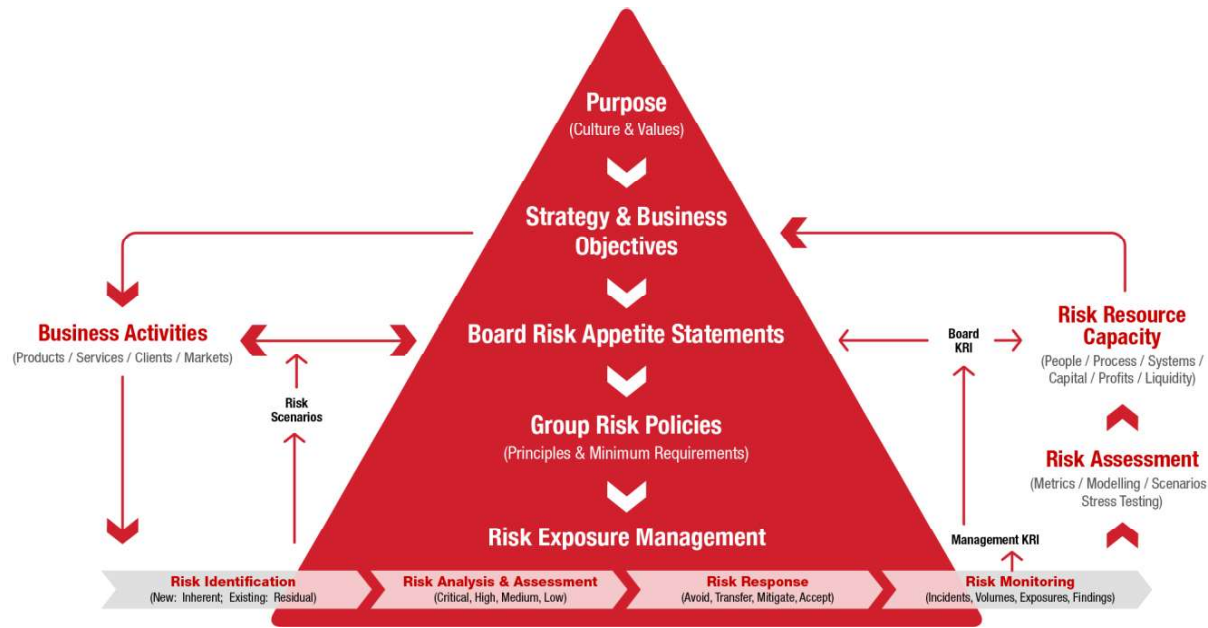 Purpose
(Culture & Values)
Strategy & Business
Objectives
Business Activities
(Products / Services / Clients / Markets)
Risk
Scenarios
Board Risk Appetite Statements
Board
KRI
Risk Resource
Capacity
(People / Process / Systems /
Capital / Profits / Liquidity)
Group Risk Policies
(Principles & Minimum Requirements)
Risk Assessment
(Metrics / Modelling / Scenarios
Stress Testing)
Risk Exposure Management
Management KRI
Risk Identification
(New: Inherent; Existing: Residual)
Risk Analysis & Assessment
(Critical, High, Medium, Low)
Risk Response
(Avoid, Transfer, Mitigate, Accept)
Risk Monitoring
(Incidents, Volumes, Exposures, Findings)